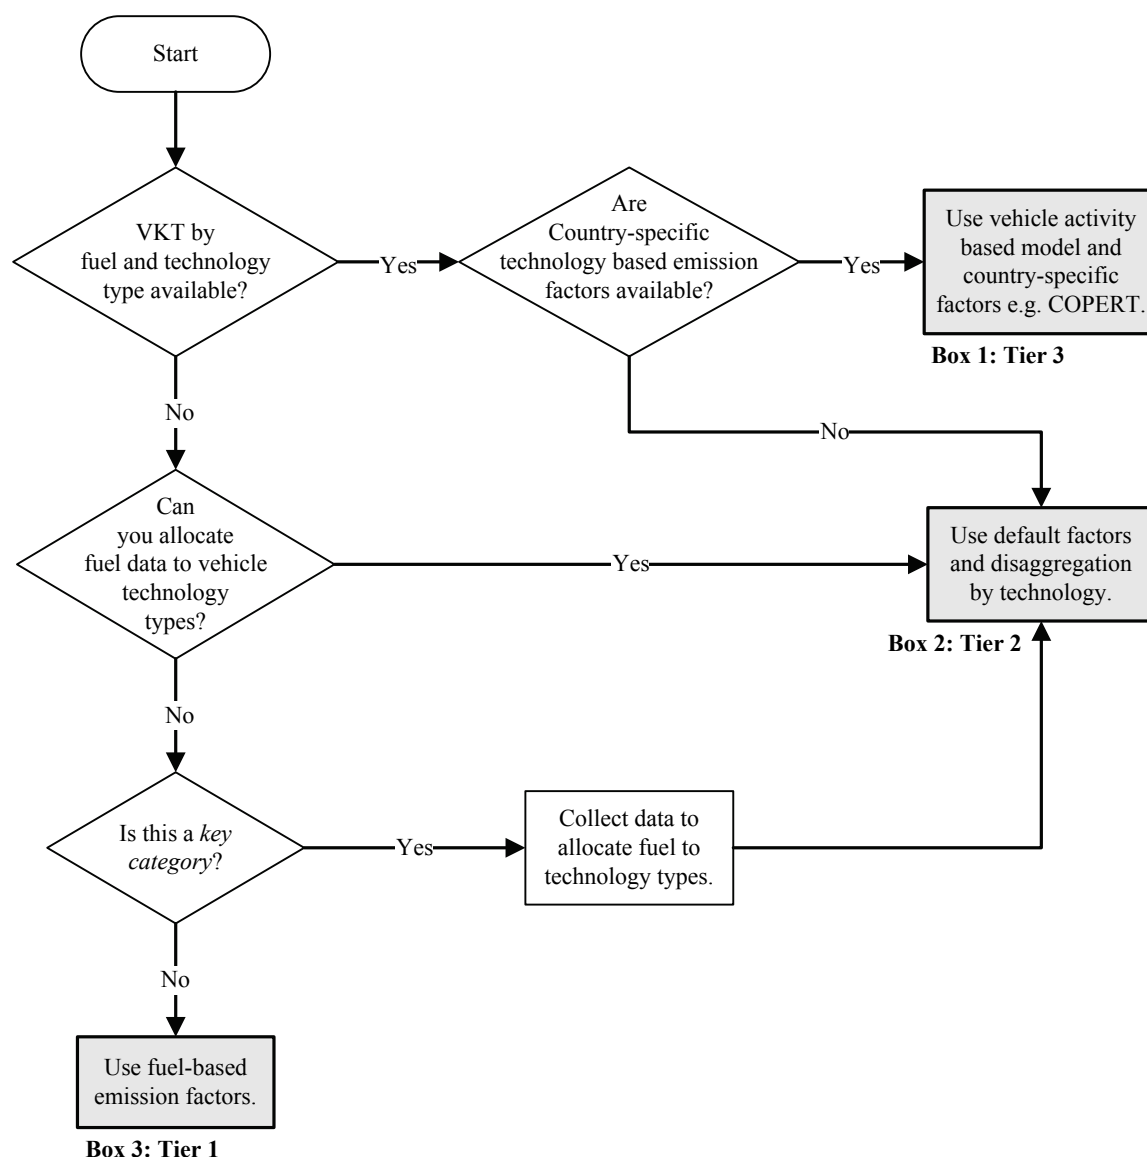 Start
VKT by
fuel and technology
type available?
Yes
Are
Country-specific
technology based emission
factors available?
Yes
Use vehicle activity
based model and
country-specific
factors e.g. COPERT.
Box 1: Tier 3
No
No
Can
you allocate
fuel data to vehicle
technology
types?
Yes
Use default factors
and disaggregation
by technology.
Box 2: Tier 2
No
Is this a key
category?
Yes
Collect data to
allocate fuel to
technology types.
No
Use fuel-based
emission factors.
Box 3: Tier 1